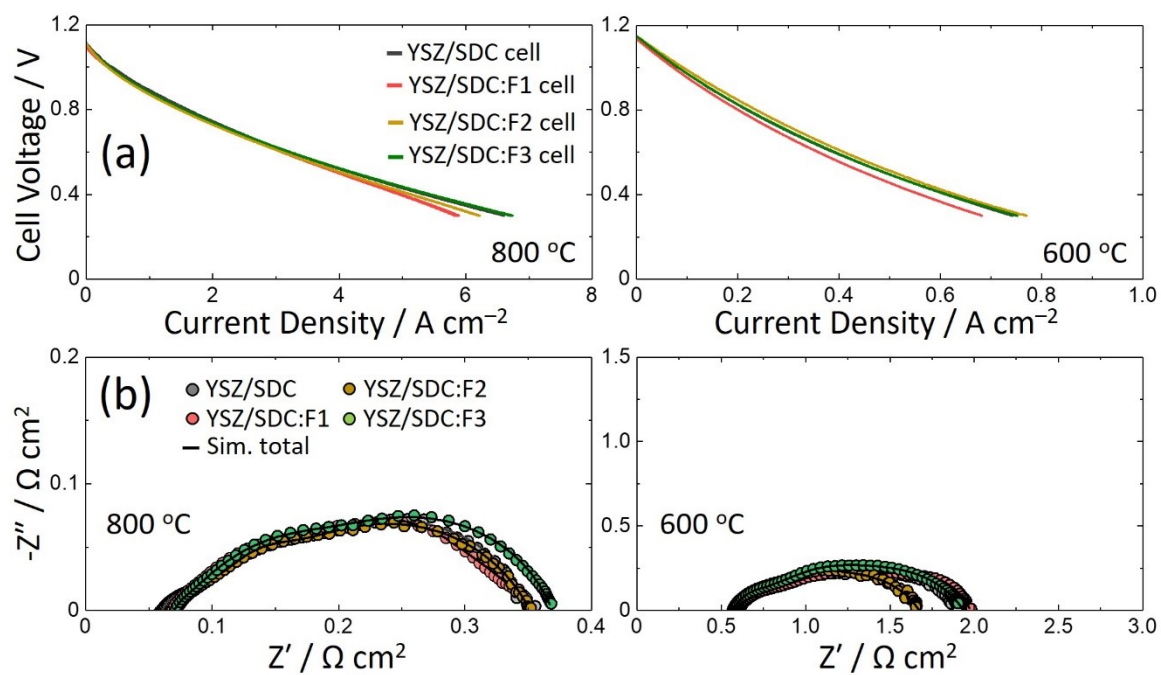 1.2
0.8
0.4
0
Cell Voltage / V
(a)
YSZ/SDC cell
YSZ/SDC:F1 cell
YSZ/SDC:F2 cell
YSZ/SDC:F3 cell
800 °C
0 2 4 6 8
Current Density / A cm–2
1.2
0.8
0.4
0
600 °C
0 0.2 0.4 0.6 0.8 1.0
Current Density / A cm–2
0.2
0.1
0
-Z″ / Ω cm2
(b)
YSZ/SDC YSZ/SDC:F2
YSZ/SDC:F1 YSZ/SDC:F3
Sim. total
800 °C
0 0.1 0.2 0.3 0.4
Z′ / Ω cm2
1.5
1.0
0.5
0
600 °C
0 0.5 1.0 1.5 2.0 2.5 3.0
Z′ / Ω cm2